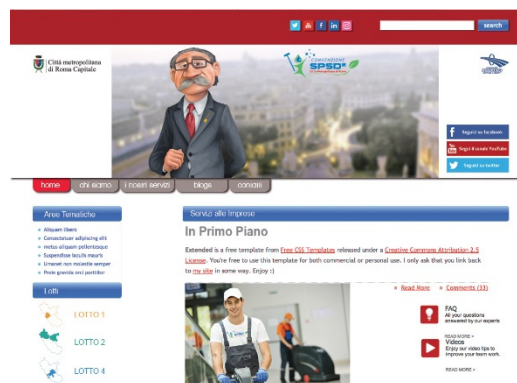 search
Città metropolitana
di Roma Capitale
CONVENZIONE
SPSD
Seguici su facebook
Segui il canale YouTube
Seguici su twitter
home
chi siamo
i nostri servizi
blogs
contatti
Aree Tematiche
Aliquam libero
Consectetuer adipiscing elit
metus aliquam pellentesque
Suspendisse iaculis mauris
Urnanet non molestie semper
Proin gravida orci porttitor
Lotti
LOTTO 1
LOTTO 2
LOTTO 4
Servizi alle Imprese
In Primo Piano
Extended is a free template from Free CSS Templates released under a Creative Commons Attribution 2.5
License. You're free to use this template for both commercial or personal use. I only ask that you link back
to my site in some way. Enjoy :)
Read More
Comments (33)
FAQ
All your questions
answered by our experts
READ MORE »
Videos
Enjoy our video tips to
improve your team work.
READ MORE »